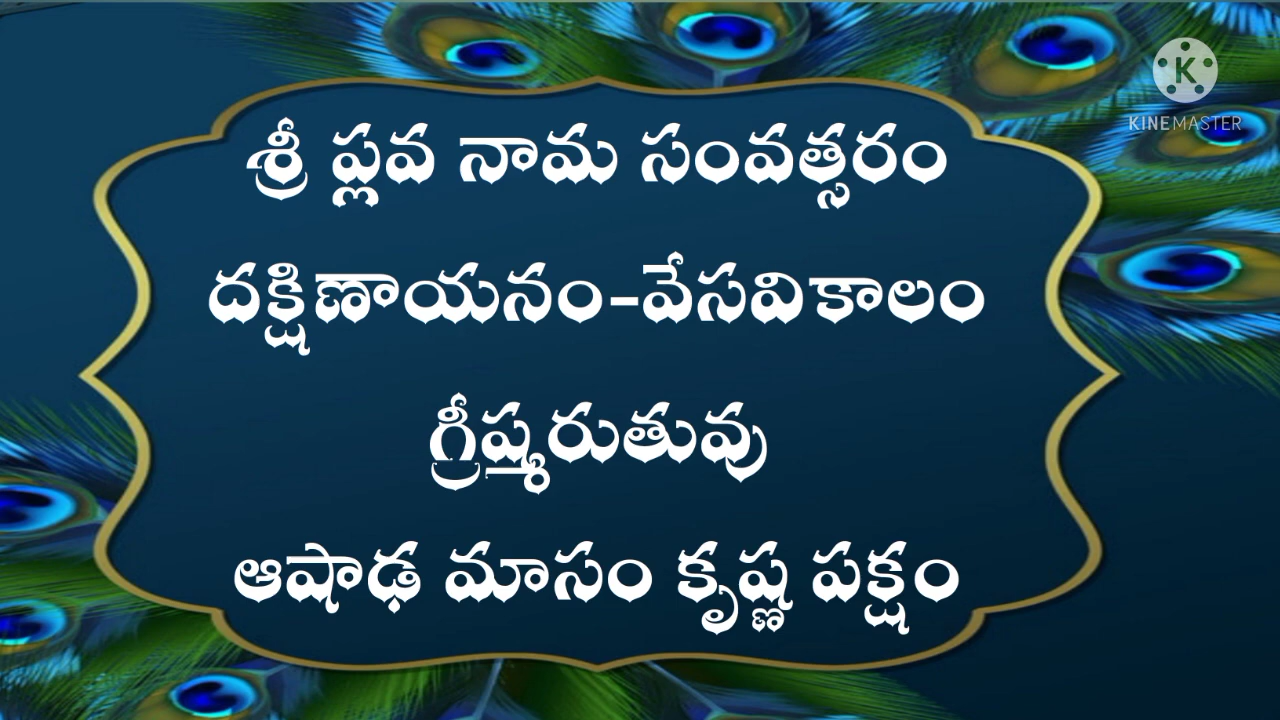 శ్రీ ప్లవ నామ సంవత్సరం
దక్షిణాయనం-వేసవికాలం
గ్రీష్మరుతువు
ఆషాఢ మాసం కృష్ణ పక్షం
K
KINEMASTER